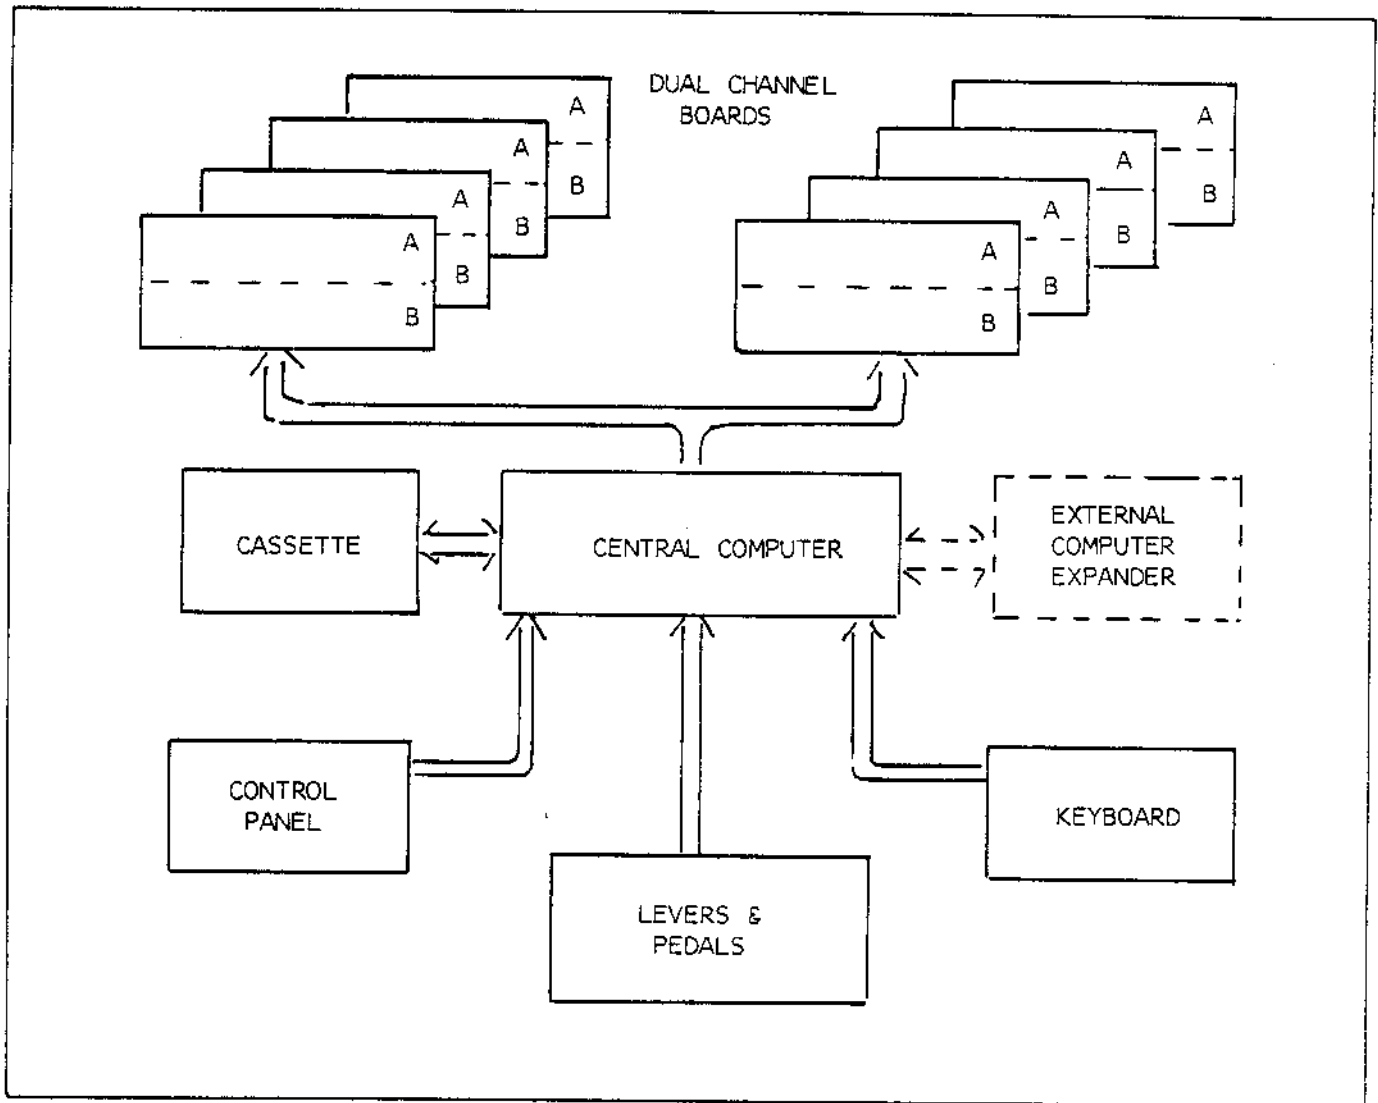 DUAL CHANNEL
BOARDS
A
B
A
B
A
B
A
B
A
B
A
B
A
B
A
B
CASSETTE
CENTRAL COMPUTER
EXTERNAL
COMPUTER
EXPANDER
CONTROL
PANEL
LEVERS &
PEDALS
KEYBOARD